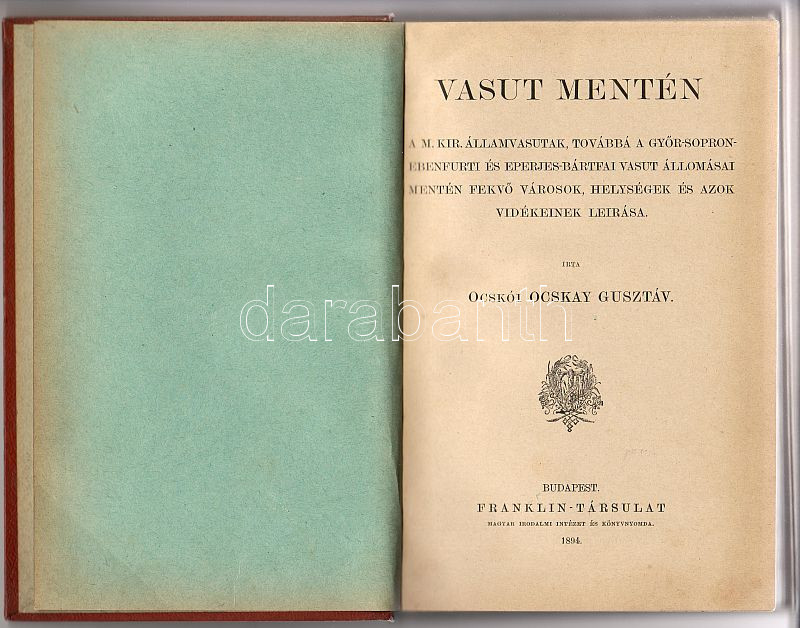 VASUT MENTÉN
A M. KIR. ÁLLAMVASUTAK, TOVÁBBÁ A GYŐR-SOPRON-
EBENFURTI ÉS EPERJES-BÁRTFAI VASUT ÁLLOMÁSAI
MENTÉN FEKVŐ VÁROSOK, HELYSÉGEK ÉS AZOK
VIDÉKEINEK LEIRÁSA.
IRTA
OCSKÓI OCSKAY GUSZTÁV.
darabanth
BUDAPEST.
FRANKLIN-TÁRSULAT
MAGYAR IRODALMI INTÉZET ÉS KÖNYVNYOMDA.
1894.